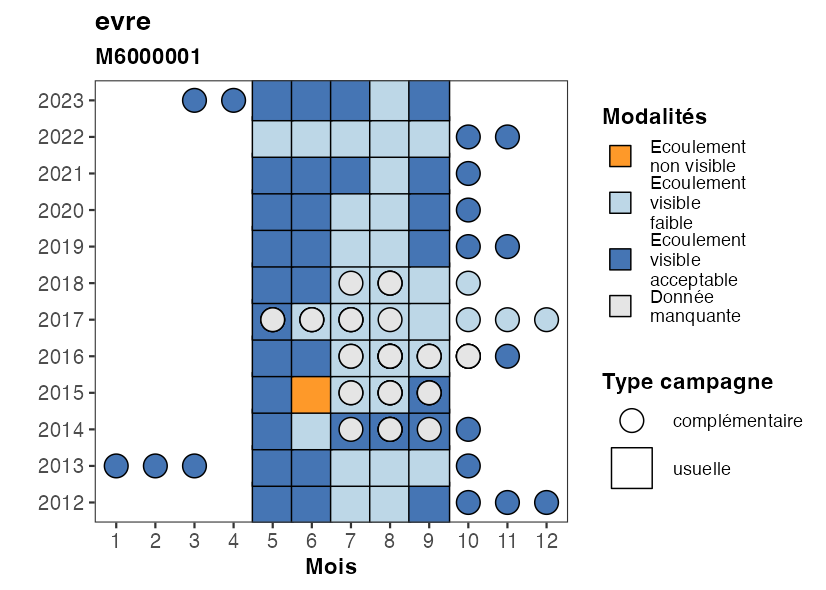 evre
M6000001
2023
2022
2021
2020
2019
2018
2017
2016
2015
2014
2013
2012
1 2 3 4 5 6 7 8 9 10 11 12
Mois
Modalités
Ecoulement
non visible
Ecoulement
visible
faible
Ecoulement
visible
acceptable
Donnée
manquante
Type campagne
complémentaire
usuelle